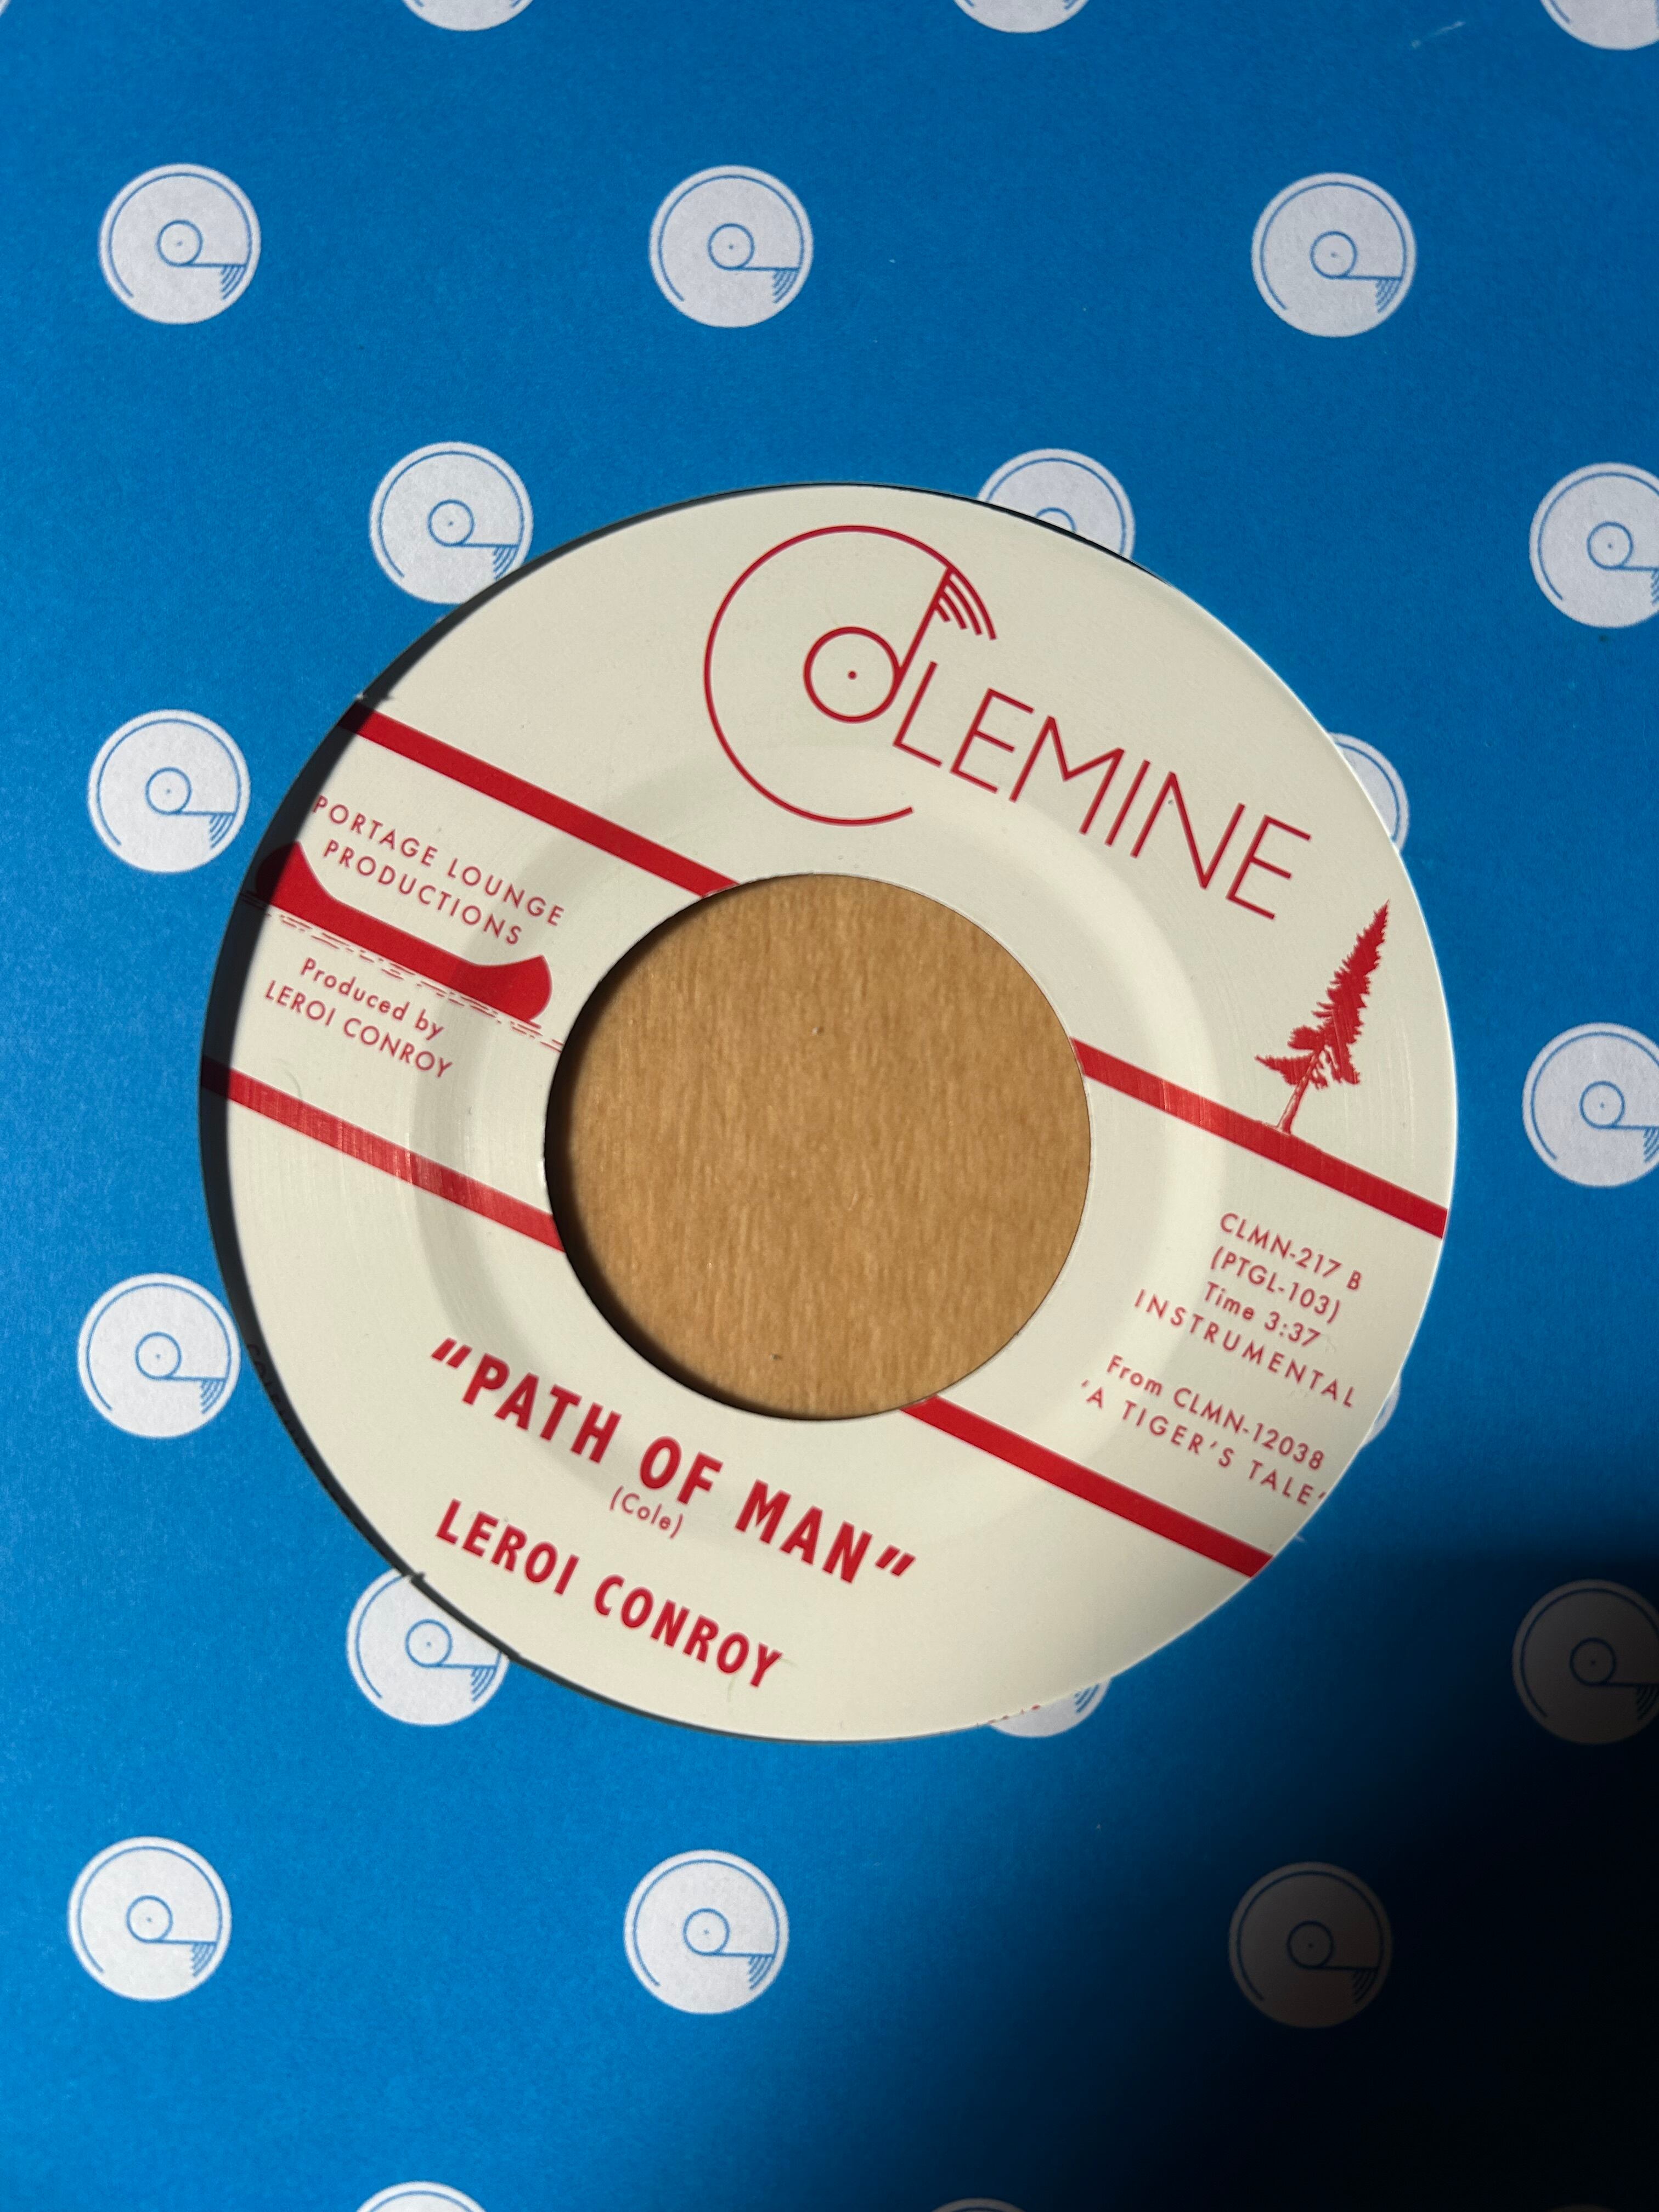 COLEMINE
PORTAGE LOUNGE
PRODUCTIONS
Produced by
LEROI CONROY
CLMN-217 B
(PTGL-103)
Time 3:37
INSTRUMENTAL
From CLMN-12038
‘A TIGER’S TALE’
“PATH OF MAN”
(Cole)
LEROI CONROY